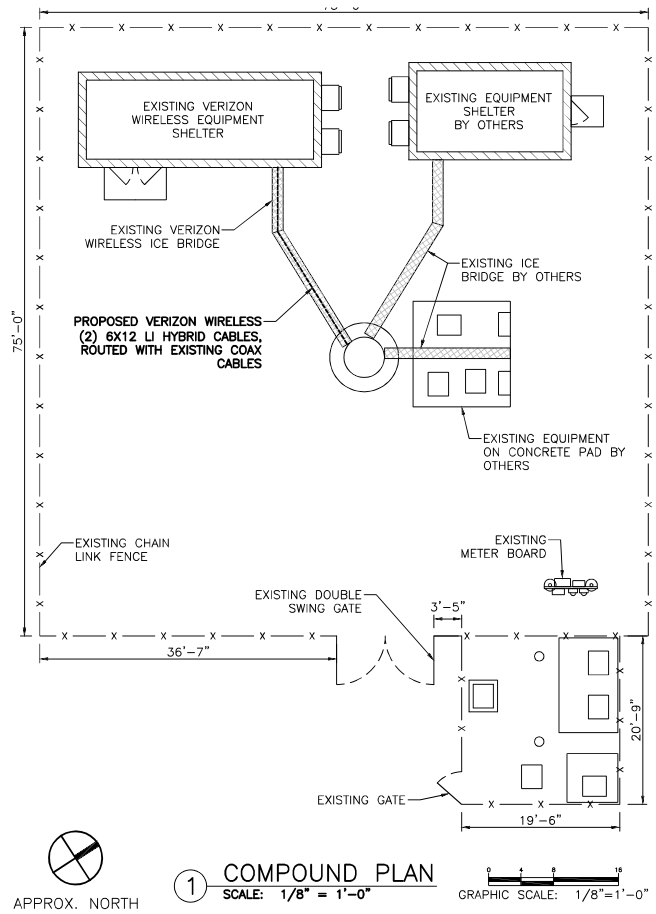 EXISTING VERIZON
WIRELESS EQUIPMENT
SHELTER
EXISTING EQUIPMENT
SHELTER
BY OTHERS
EXISTING VERIZON
WIRELESS ICE BRIDGE
EXISTING ICE
BRIDGE BY OTHERS
75'-0"
PROPOSED VERIZON WIRELESS
(2) 6X12 LI HYBRID CABLES,
ROUTED WITH EXISTING COAX
CABLES
EXISTING EQUIPMENT
ON CONCRETE PAD BY
OTHERS
EXISTING CHAIN
LINK FENCE
EXISTING
METER BOARD
EXISTING DOUBLE
SWING GATE
3'-5"
36'-7"
20'-9"
EXISTING GATE
19'-6"
APPROX. NORTH
1
COMPOUND PLAN
SCALE: 1/8" = 1'-0"
0 4 8 16
GRAPHIC SCALE: 1/8"=1'-0"